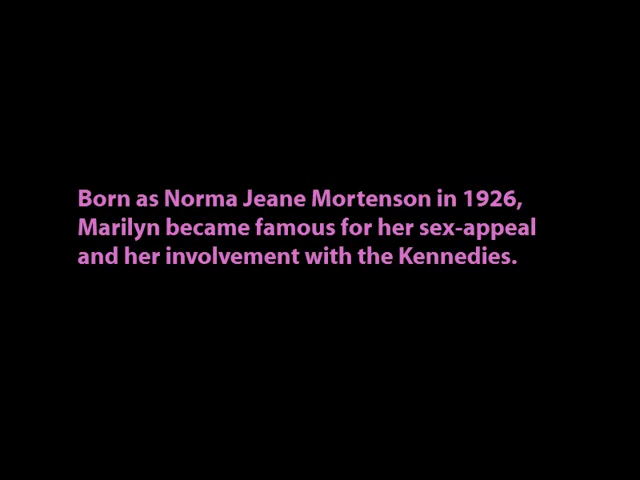 Born as Norma Jeane Mortenson in 1926,
Marilyn became famous for her sex-appeal
and her involvement with the Kennedies.